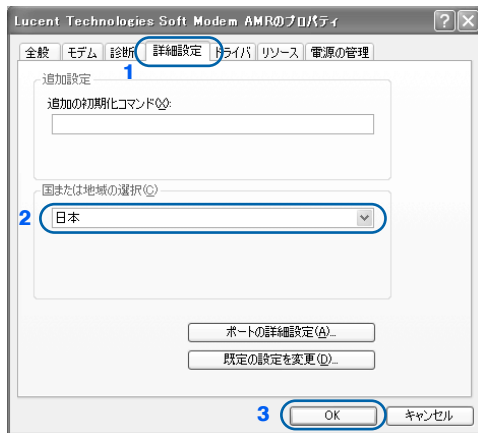 Lucent Technologies Soft Modem AMRのプロパティ
全般 モデム 診断 詳細設定 ドライバ リソース 電源の管理
1
追加設定
追加の初期化コマンド(X):
国または地域の選択(C)
2 日本
ポートの詳細設定(A)...
既定の設定を変更(D)...
3 OK キャンセル